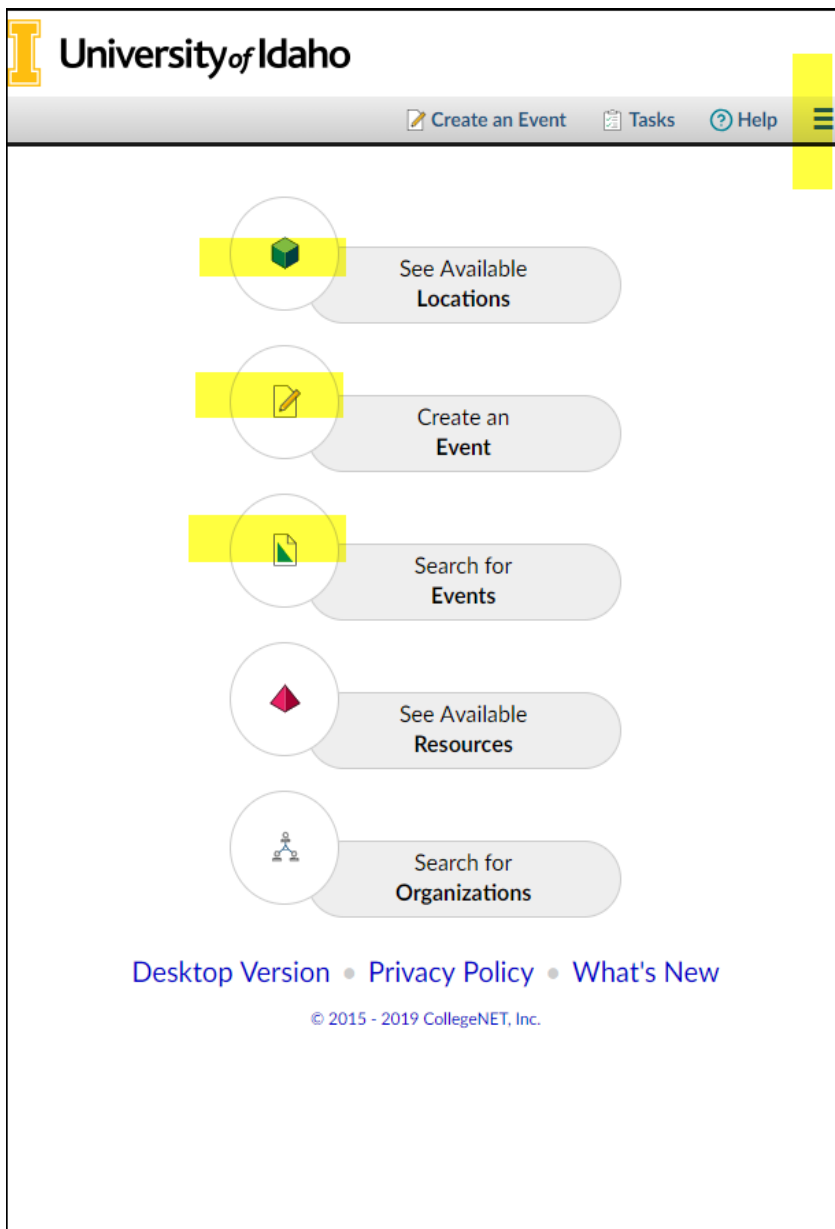 I University of Idaho
Create an Event Tasks Help
See Available
Locations
Create an
Event
Search for
Events
See Available
Resources
Search for
Organizations
Desktop Version • Privacy Policy • What's New
© 2015 - 2019 CollegeNET, Inc.